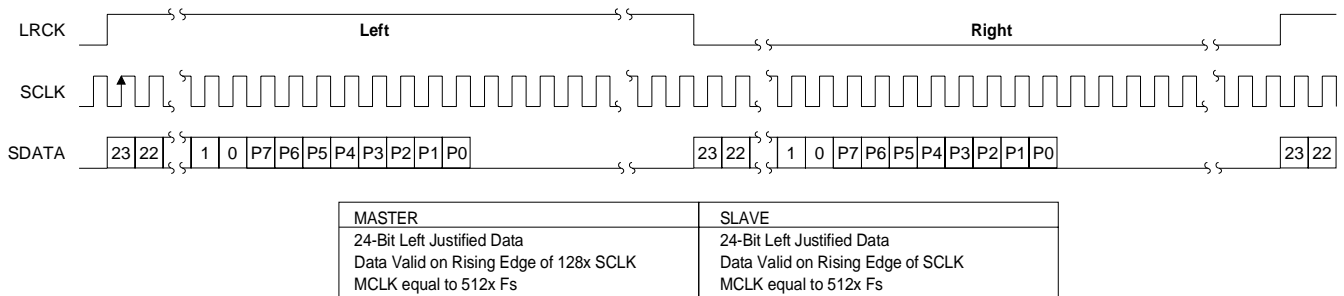 LRCK Left Right
SCLK
SDATA 23 22 1 0 P7 P6 P5 P4 P3 P2 P1 P0 23 22 1 0 P7 P6 P5 P4 P3 P2 P1 P0 23 22
MASTER SLAVE
24-Bit Left Justified Data 24-Bit Left Justified Data
Data Valid on Rising Edge of 128x SCLK Data Valid on Rising Edge of SCLK
MCLK equal to 512x Fs MCLK equal to 512x Fs